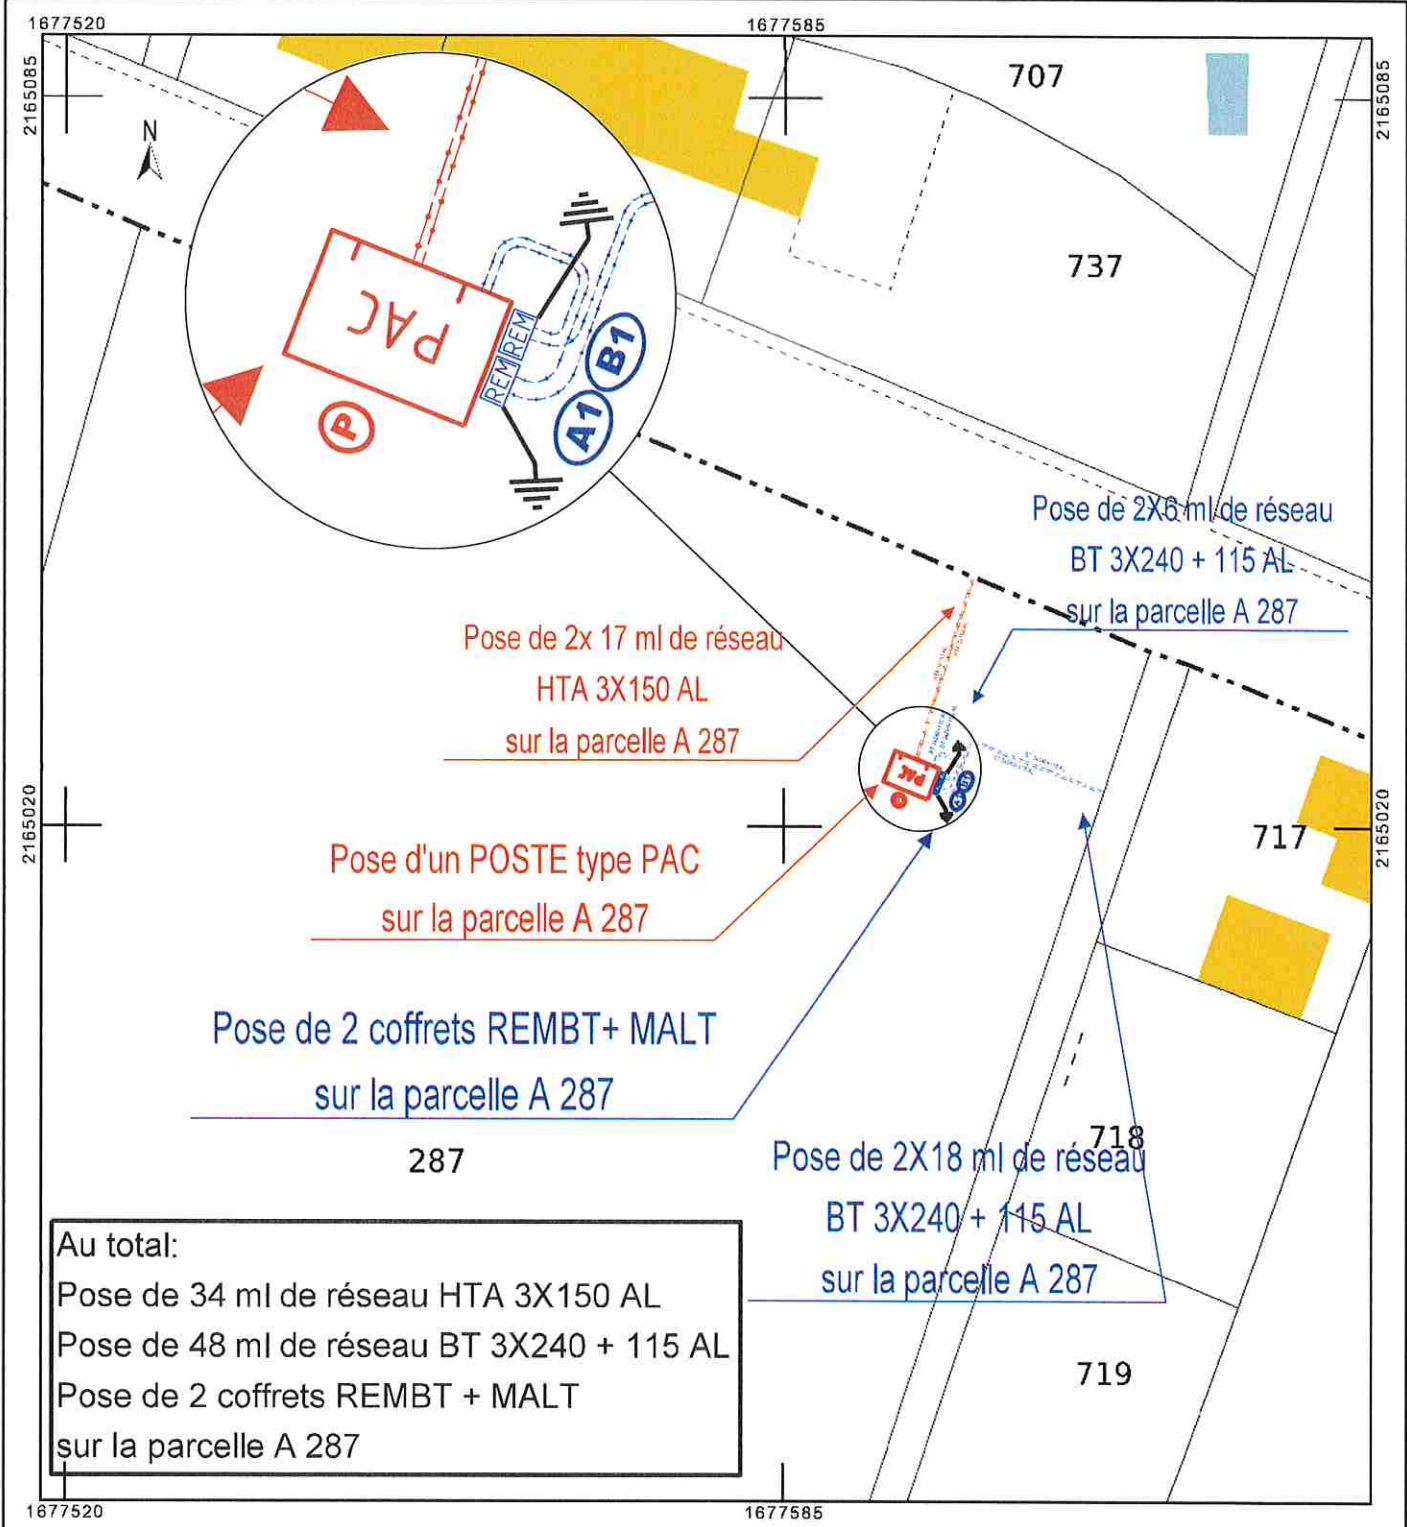 1677520
1677585
2165085
2165085
N
707
737
PAC
REM
REM
P
A1
B1
Pose de 2X6 ml de réseau
BT 3X240 + 115 AL
sur la parcelle A 287
Pose de 2x 17 ml de réseau
HTA 3X150 AL
sur la parcelle A 287
PAC
2165020
2165020
717
Pose d'un POSTE type PAC
sur la parcelle A 287
Pose de 2 coffrets REMBT+ MALT
sur la parcelle A 287
287
718
Pose de 2X18 ml de réseau
BT 3X240 + 115 AL
sur la parcelle A 287
719
Au total:
Pose de 34 ml de réseau HTA 3X150 AL
Pose de 48 ml de réseau BT 3X240 + 115 AL
Pose de 2 coffrets REMBT + MALT
sur la parcelle A 287
1677520
1677585